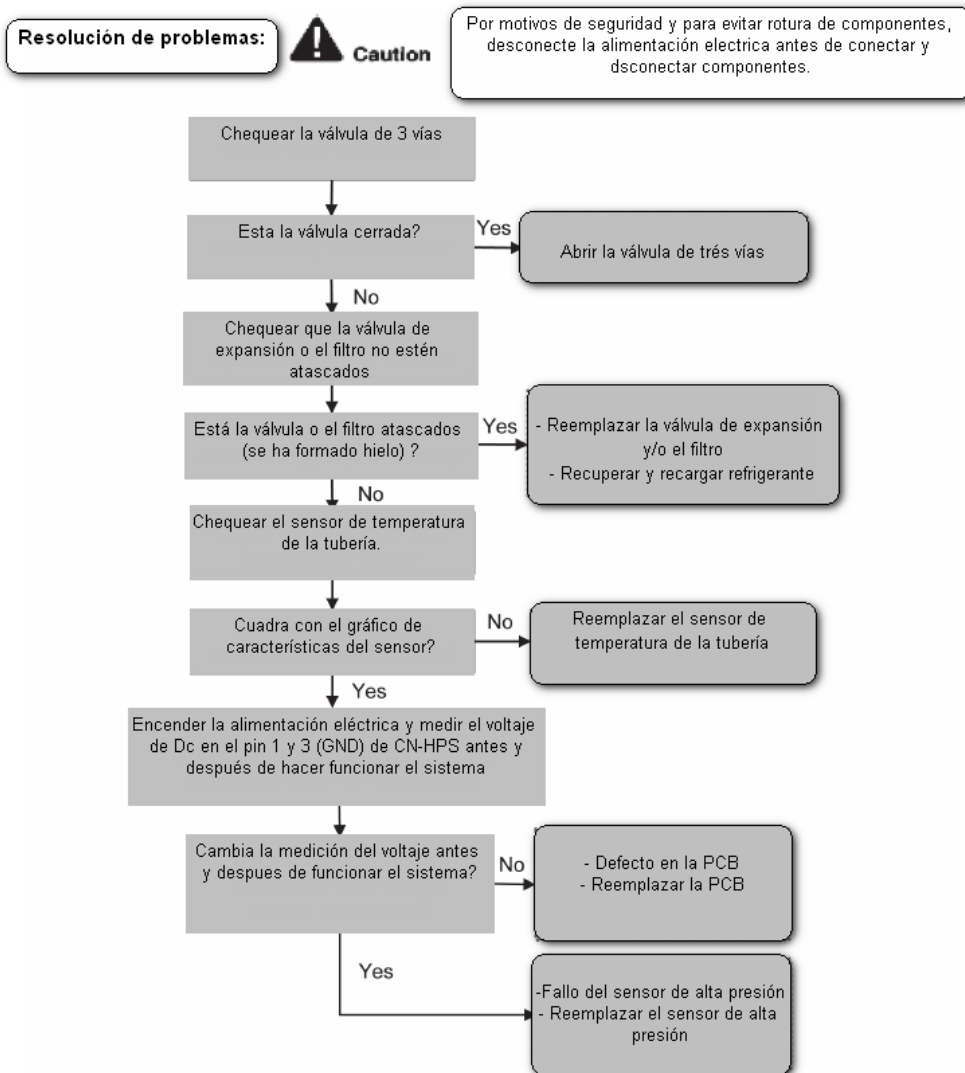 Resolución de problemas:
Caution
Por motivos de seguridad y para evitar rotura de componentes,
desconecte la alimentación electrica antes de conectar y
dsconectar componentes.
Chequear la válvula de 3 vías
Esta la válvula cerrada?
Yes
Abrir la válvula de trés vías
No
Chequear que la válvula de
expansión o el filtro no estén
atascados
Está la válvula o el filtro atascados
(se ha formado hielo) ?
Yes
- Reemplazar la válvula de expansión
y/o el filtro
- Recuperar y recargar refrigerante
No
Chequear el sensor de temperatura
de la tubería.
Cuadra con el gráfico de
características del sensor?
No
Reemplazar el sensor de
temperatura de la tubería
Yes
Encender la alimentación eléctrica y medir el voltaje
de Dc en el pin 1 y 3 (GND) de CN-HPS antes y
después de hacer funcionar el sistema
Cambia la medición del voltaje antes
y despues de funcionar el sistema?
No
- Defecto en la PCB
- Reemplazar la PCB
Yes
-Fallo del sensor de alta presión
- Reemplazar el sensor de alta
presión